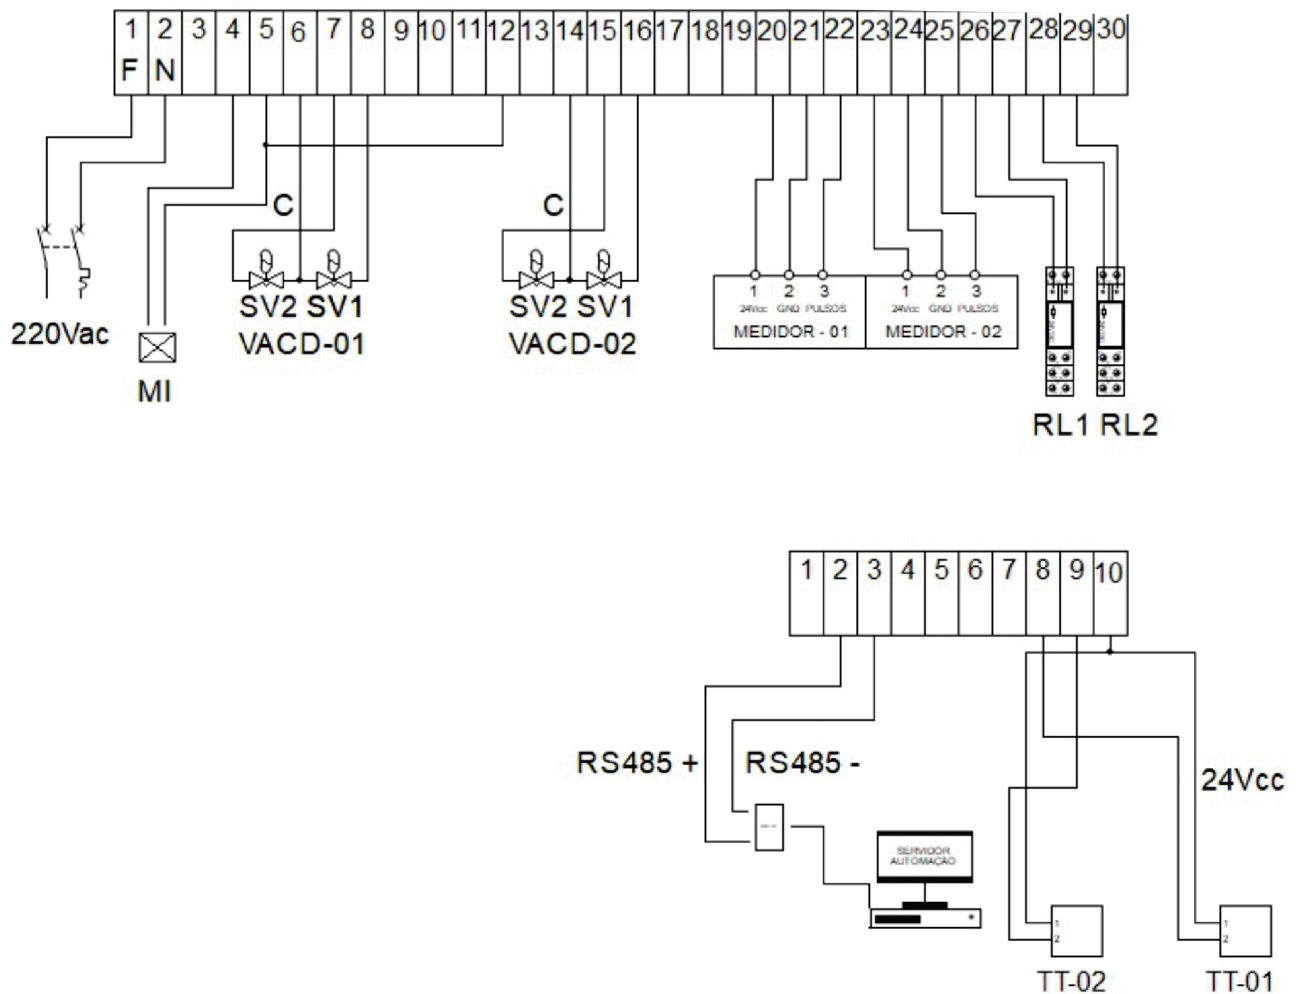 1 2 3 4 5 6 7 8 9 10 11 12 13 14 15 16 17 18 19 20 21 22 23 24 25 26 27 28 29 30
F N
C C
SV2 SV1 SV2 SV1
220Vac VACD-01 VACD-02
MI
1 2 3 1 2 3
24Vcc GND PULSOS 24Vcc GND PULSOS
MEDIDOR - 01 MEDIDOR - 02
RL1 RL2
1 2 3 4 5 6 7 8 9 10
RS485 + RS485 - 24Vcc
SERVIDOR
AUTOMAÇÃO
1 1
2 2
TT-02 TT-01